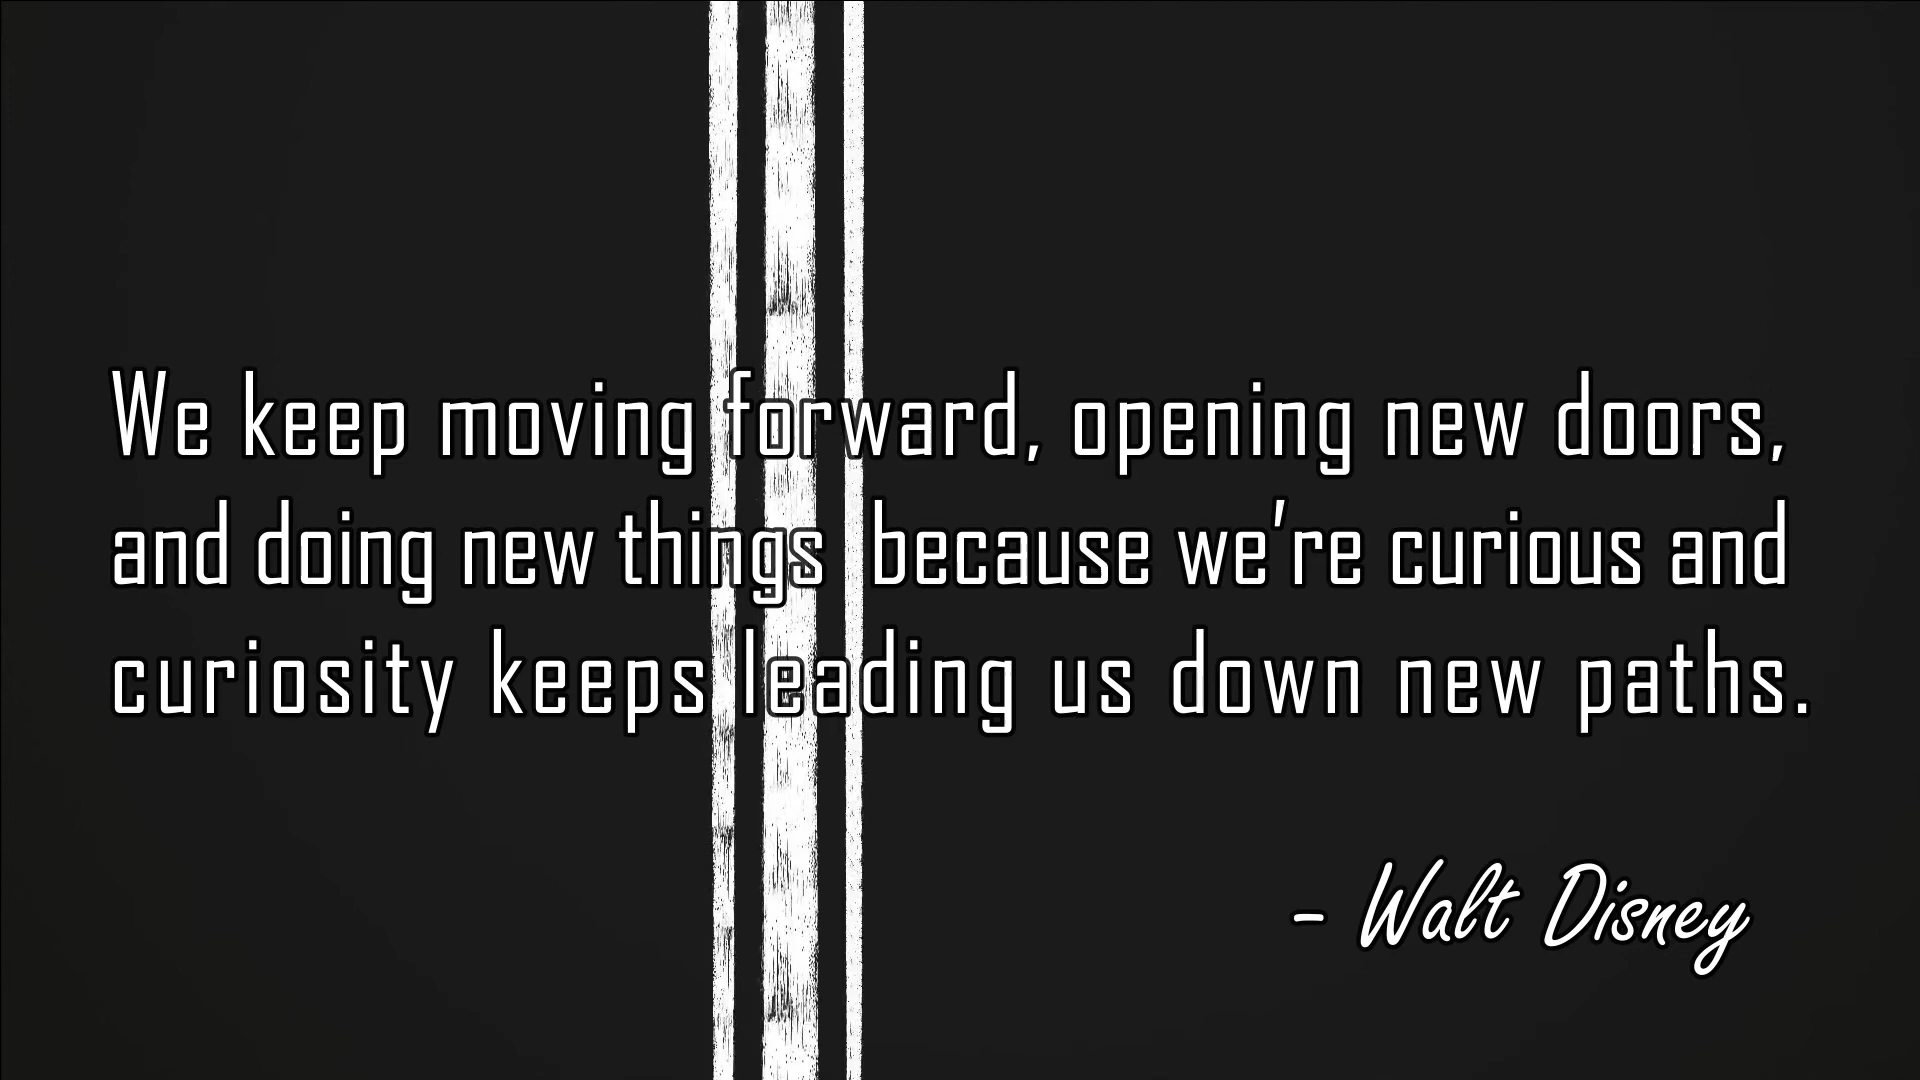 We keep moving forward, opening new doors,
and doing new things  because we're curious and
curiosity keeps leading us down new paths.
- Walt Disney